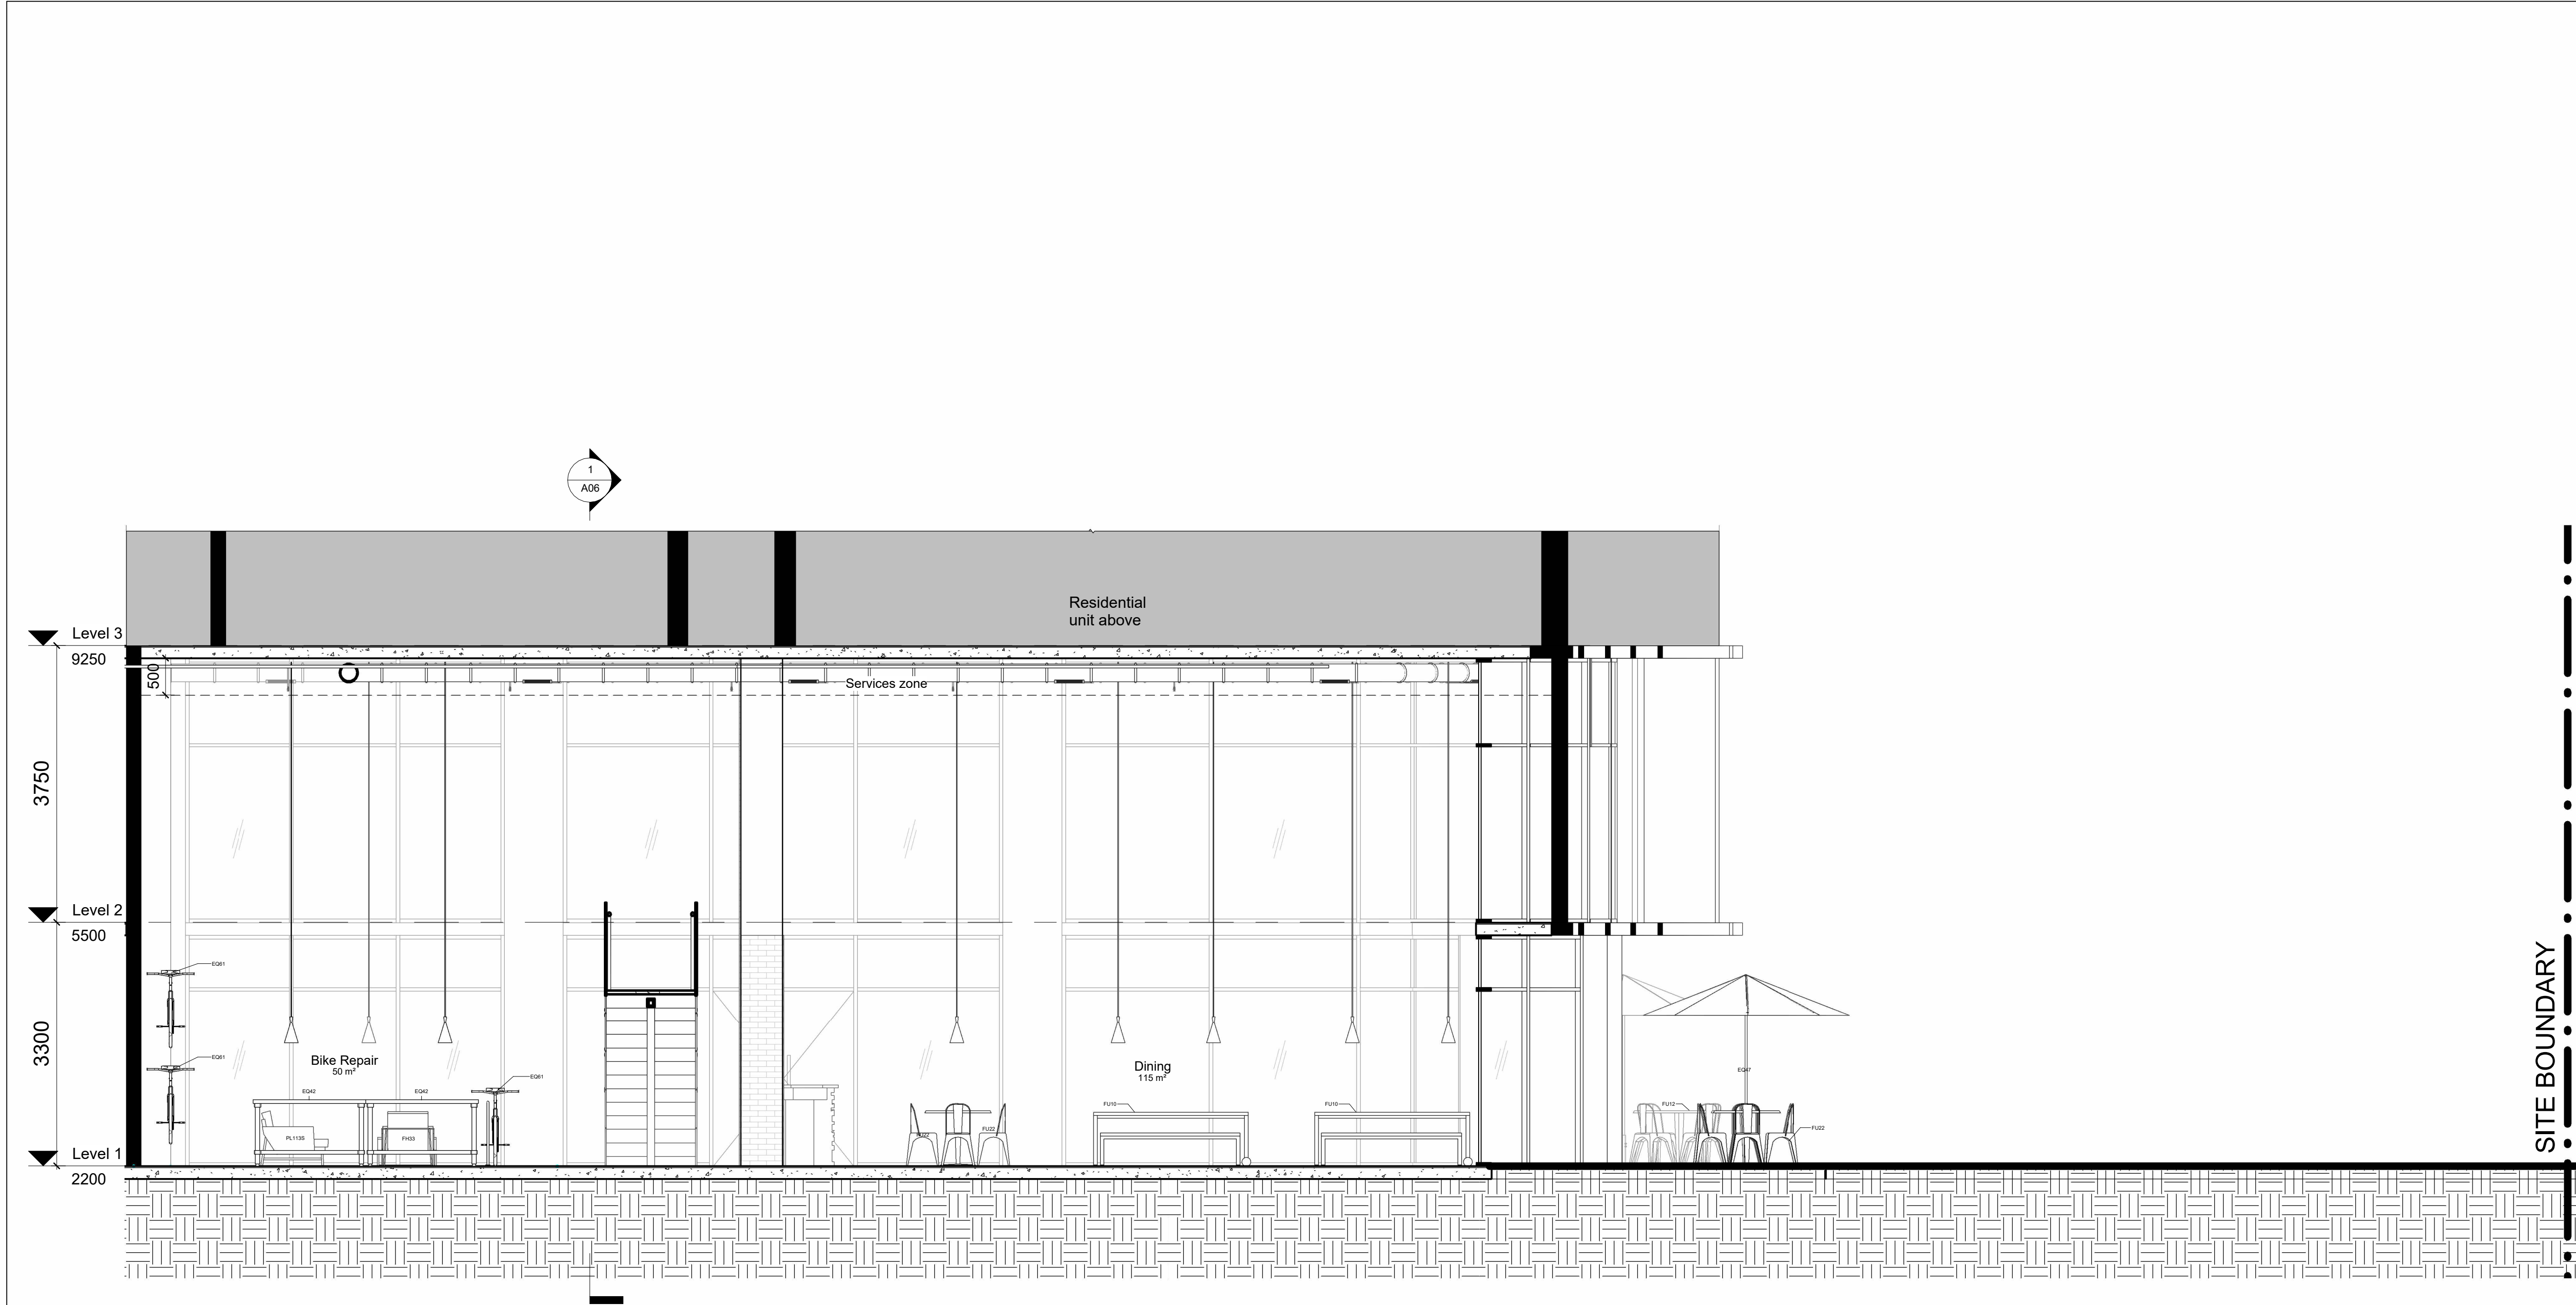 1
A06
Residential
unit above
Level 3
9250
500
Services zone
3750
Level 2
5500
EQ61
EQ61
3300
Bike Repair
50 m²
Dining
115 m²
EQ47
EQ61
EQ42
EQ42
FU10
FU10
FU12
FU22
FU22
FU22
PL113S
FH33
Level 1
2200
SITE BOUNDARY